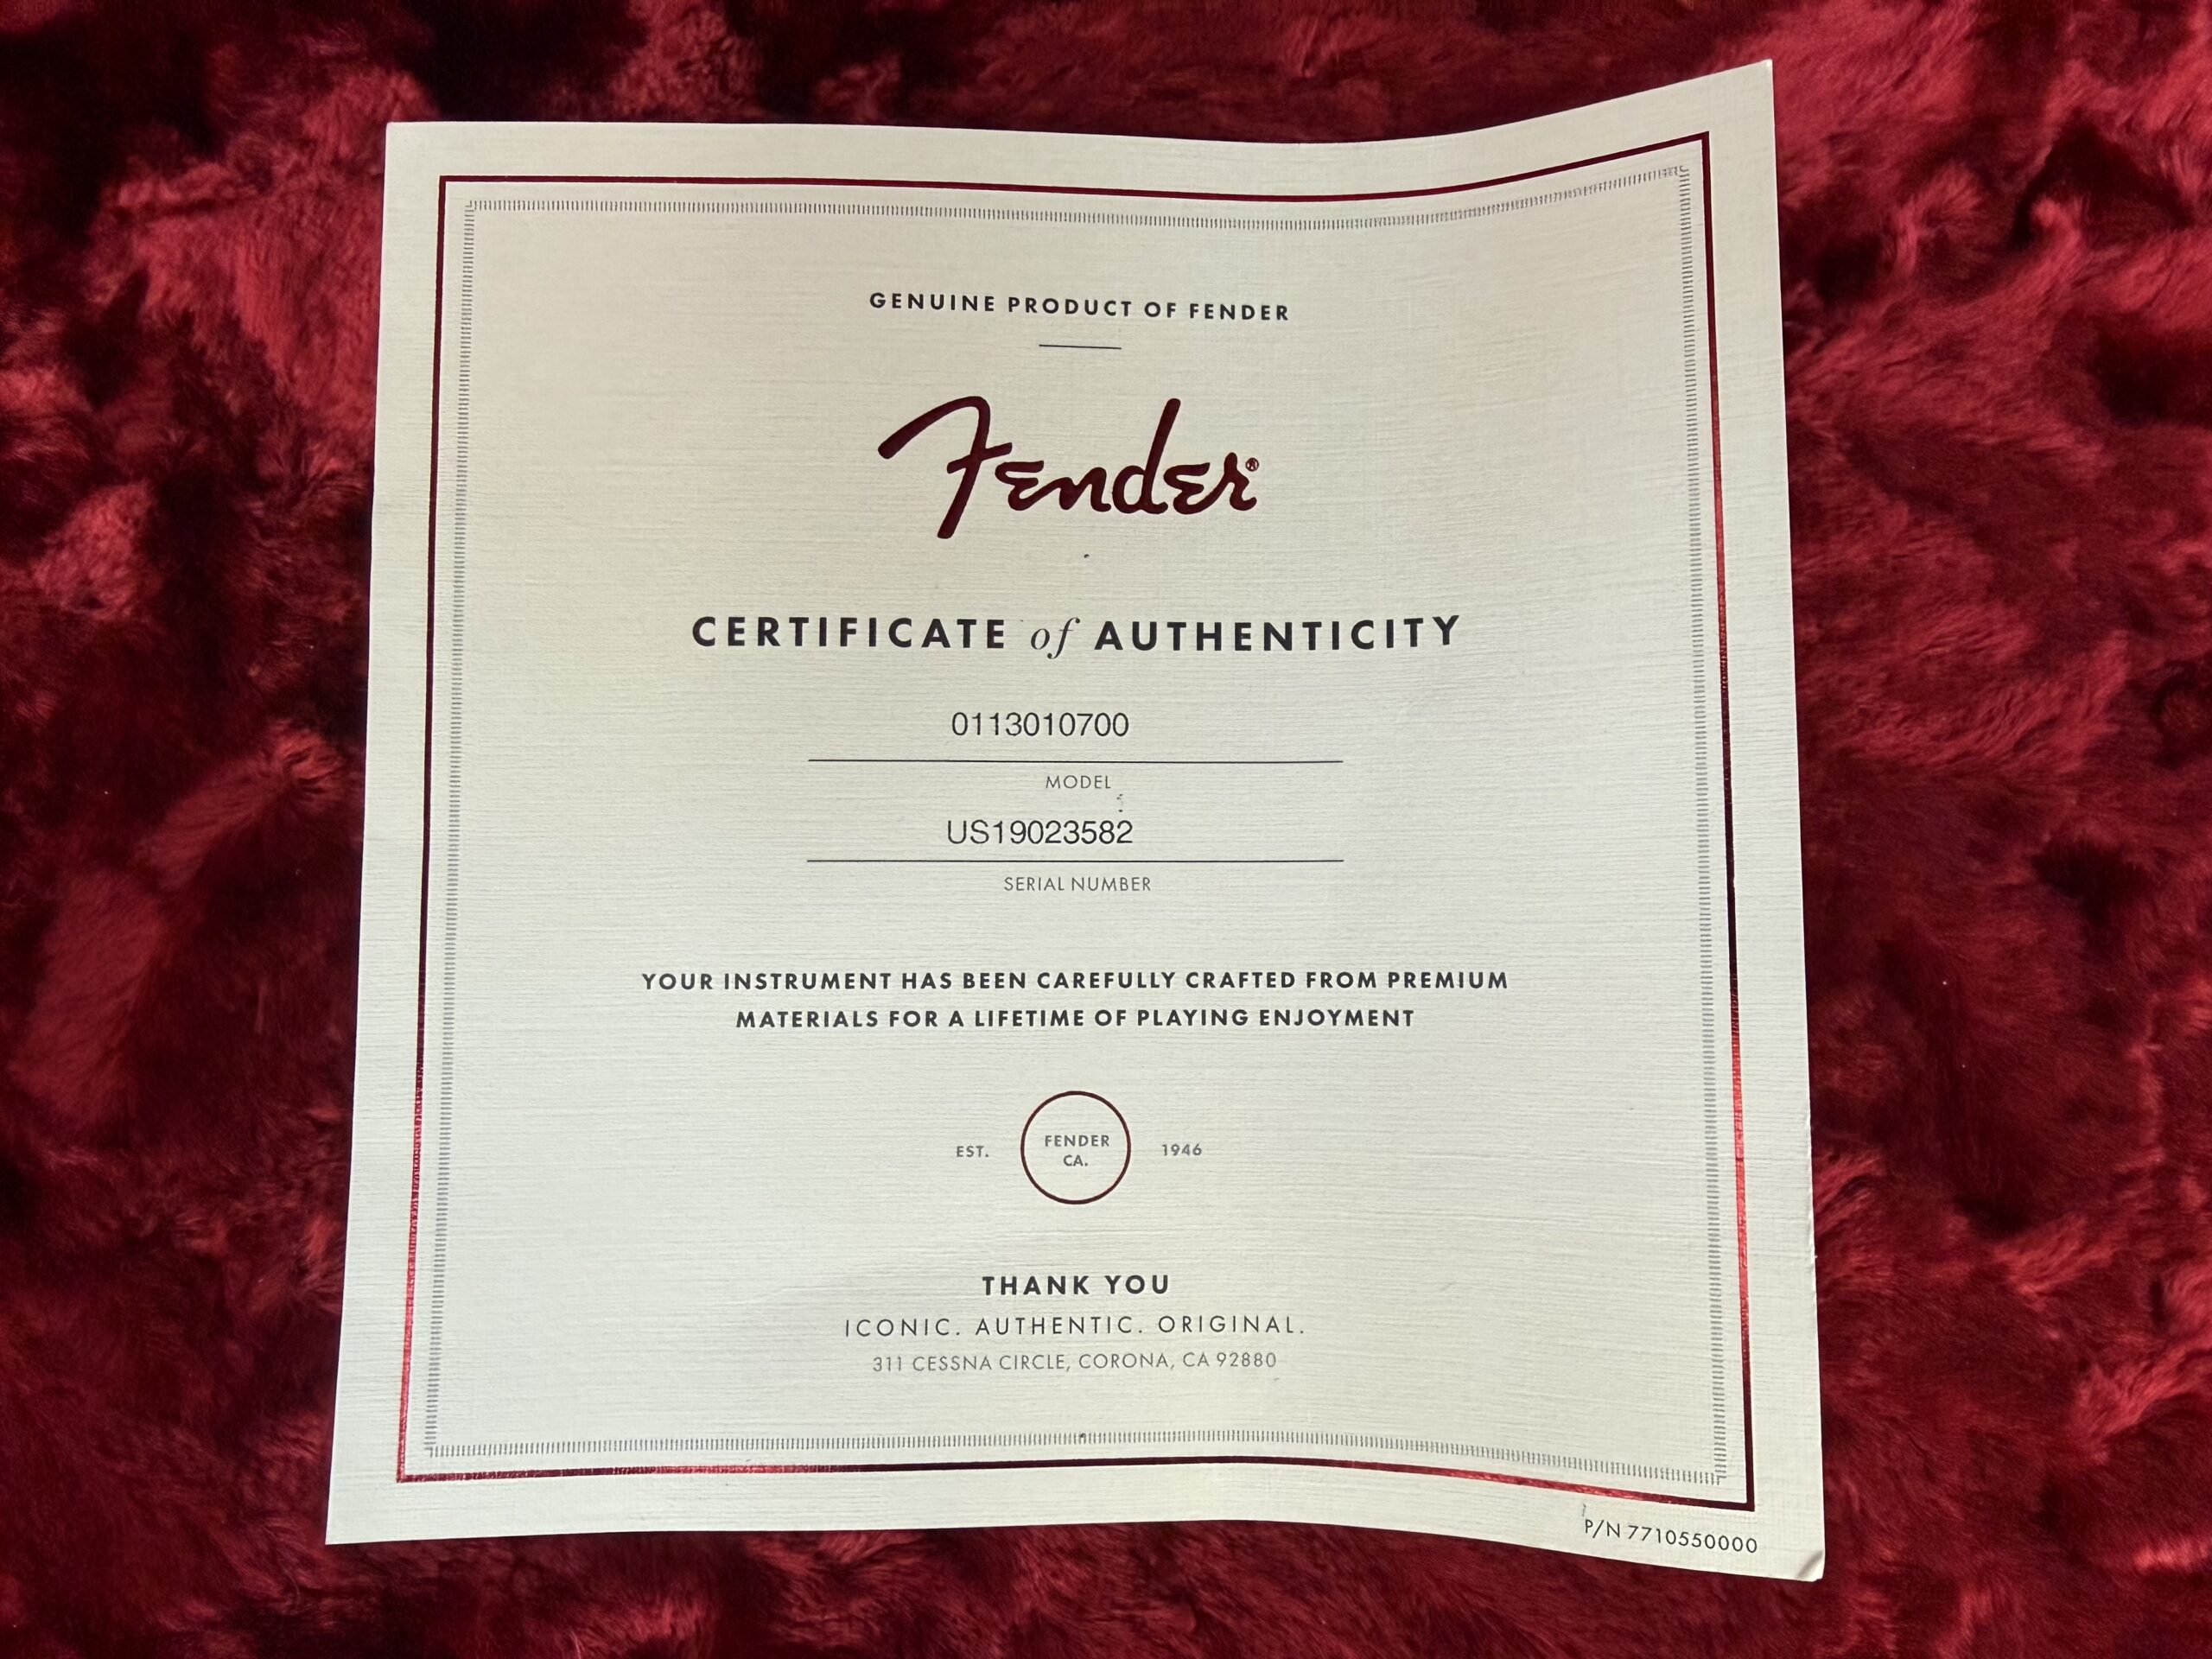 GENUINE PRODUCT OF FENDER
Fender®
CERTIFICATE of AUTHENTICITY
0113010700
MODEL
US19023582
SERIAL NUMBER
YOUR INSTRUMENT HAS BEEN CAREFULLY CRAFTED FROM PREMIUM
MATERIALS FOR A LIFETIME OF PLAYING ENJOYMENT
EST. FENDER CA. 1946
THANK YOU
ICONIC. AUTHENTIC. ORIGINAL.
311 CESSNA CIRCLE, CORONA, CA 92880
P/N 7710550000